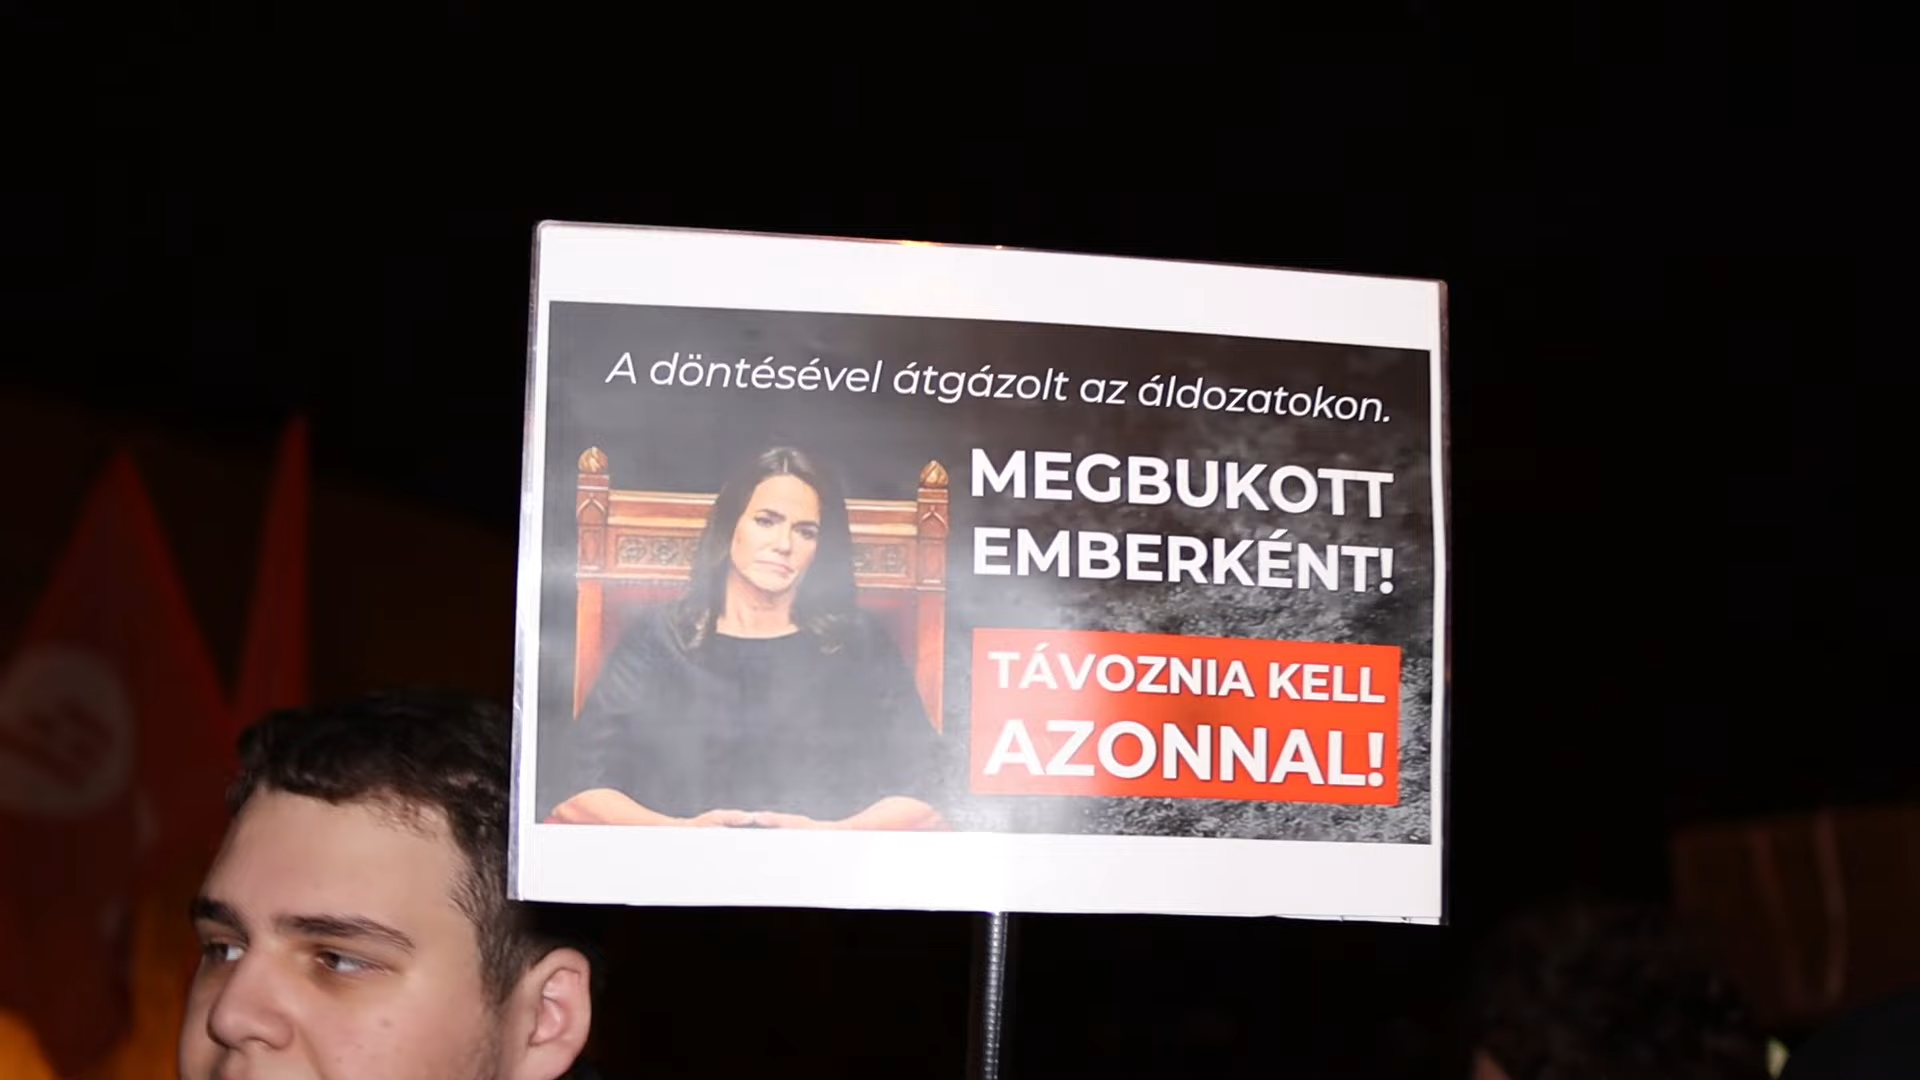 A döntésével átgázolt az áldozatokon.
MEGBUKOTT
EMBERKÉNT!
TÁVOZNIA KELL
AZONNAL!